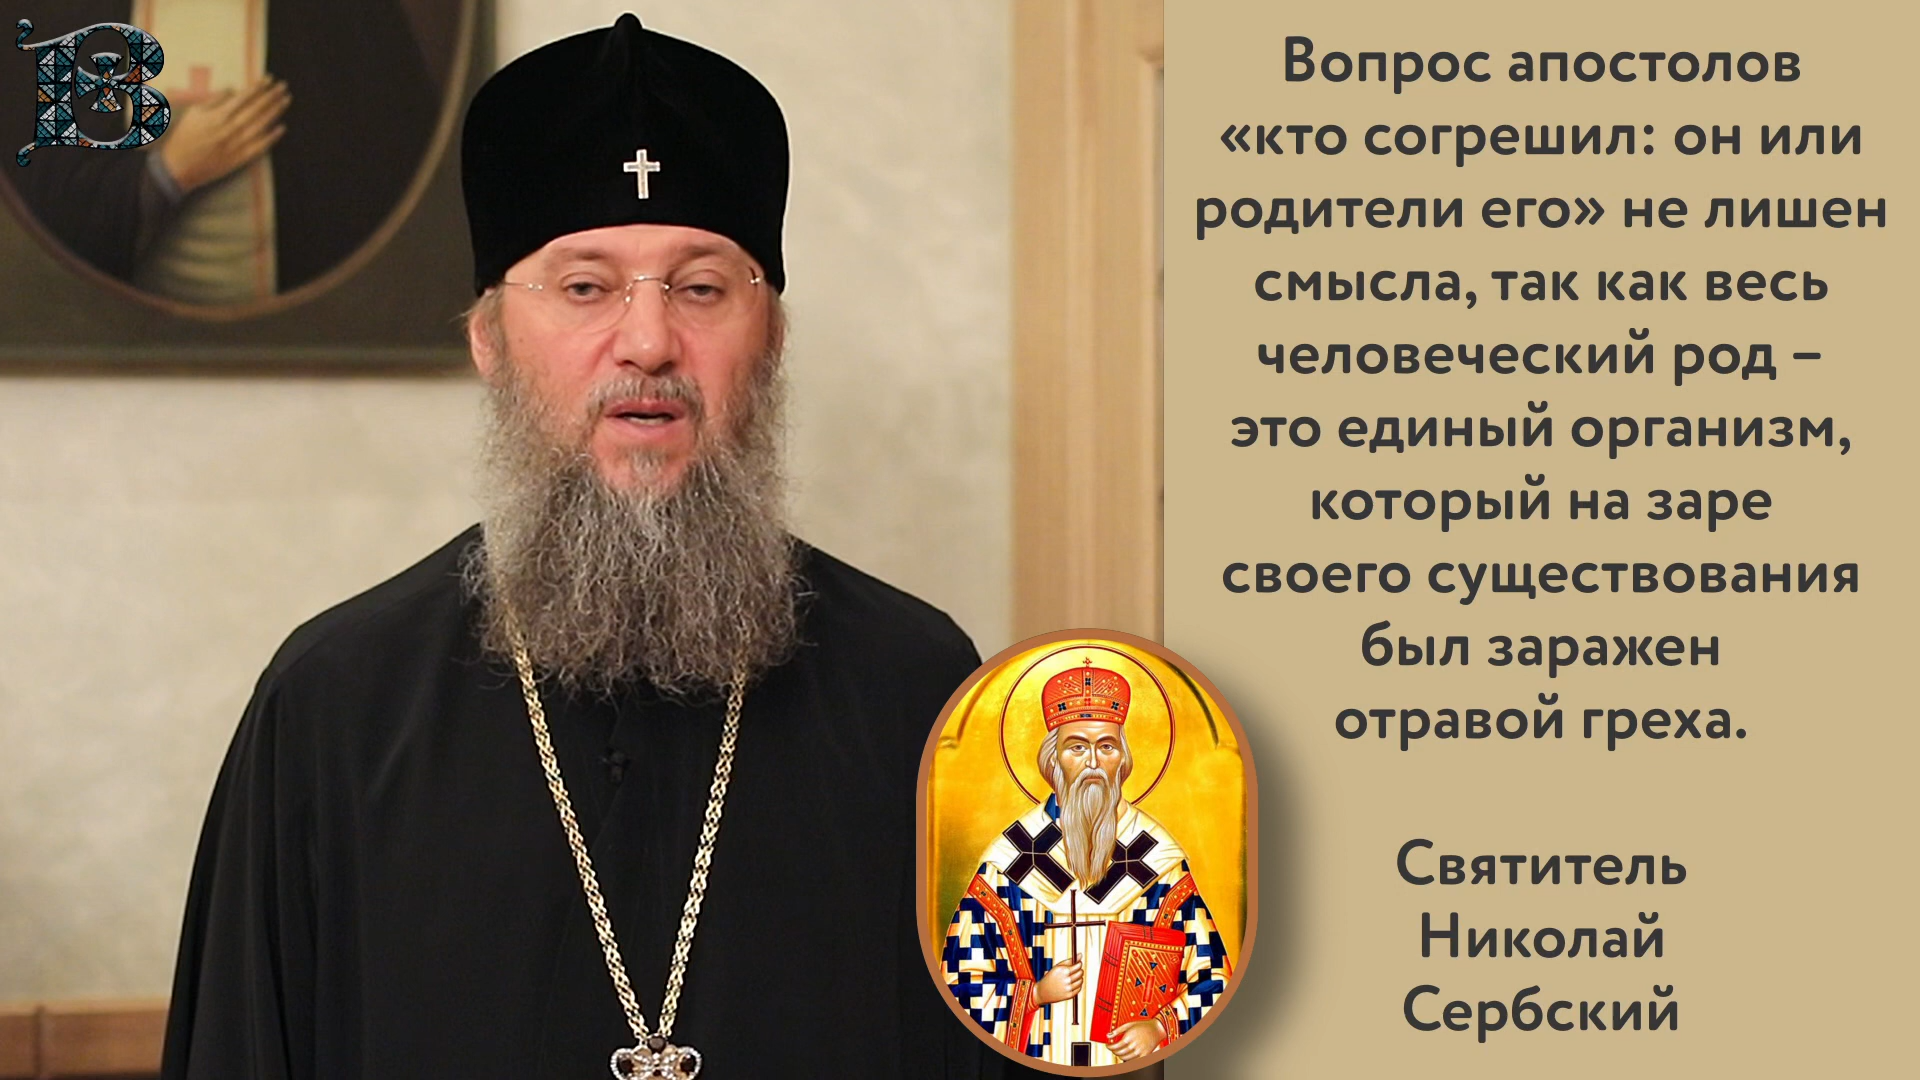 В
Вопрос апостолов
«кто согрешил: он или
родители его» не лишен
смысла, так как весь
человеческий род –
это единый организм,
который на заре
своего существования
был заражен
отравой греха.
Святитель
Николай
Сербский